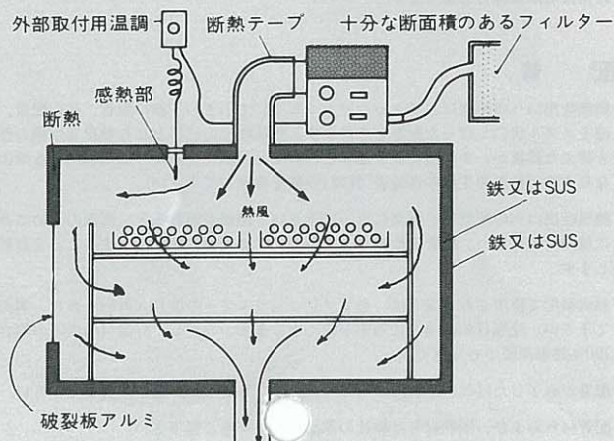 外部取付用温調
断熱テープ
十分な断面積のあるフィルター
感熱部
断熱
熱風
鉄又はSUS
鉄又はSUS
破裂板アルミ